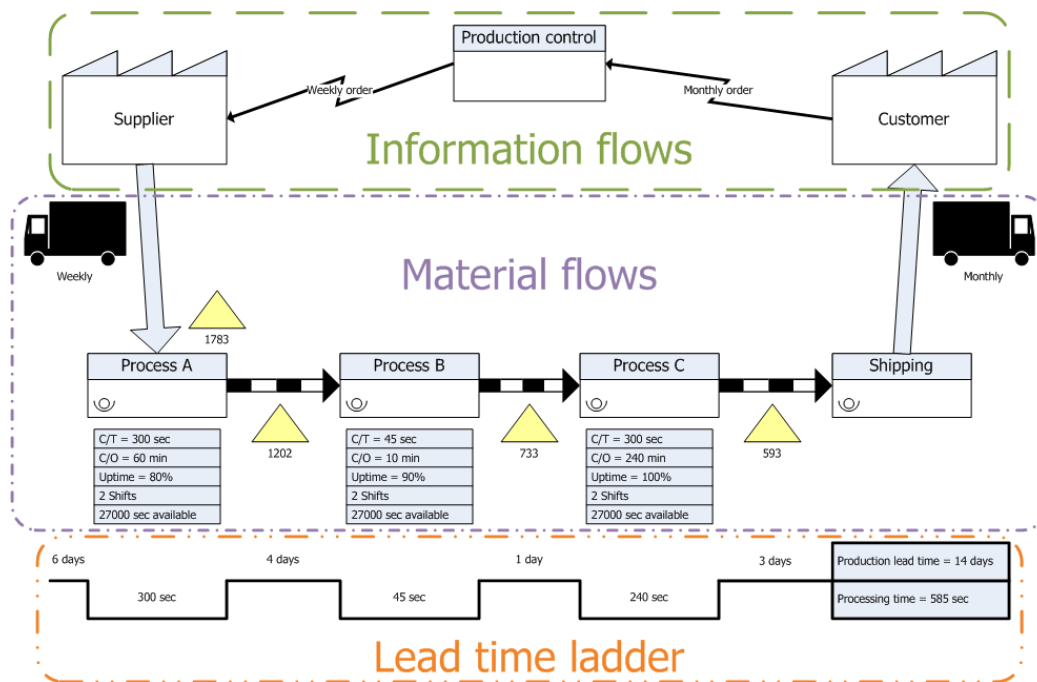 Production control
Weekly order
Monthly order
Supplier
Customer
Information flows
Weekly
Material flows
Monthly
1783
Process A
Process B
Process C
Shipping
1202
733
593
C/T = 300 sec
C/O = 60 min
Uptime = 80%
2 Shifts
27000 sec available
C/T = 45 sec
C/O = 10 min
Uptime = 90%
2 Shifts
27000 sec available
C/T = 300 sec
C/O = 240 min
Uptime = 100%
2 Shifts
27000 sec available
6 days
4 days
1 day
3 days
Production lead time = 14 days
300 sec
45 sec
240 sec
Processing time = 585 sec
Lead time ladder